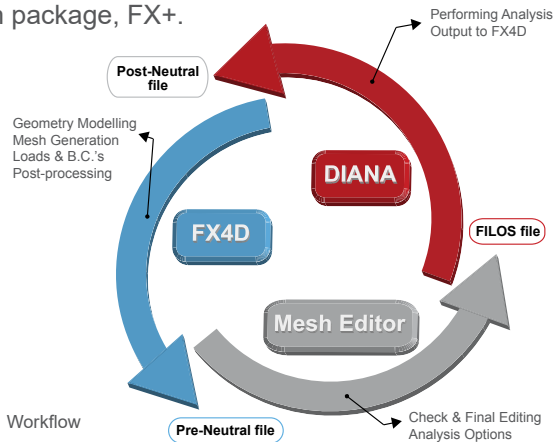 n package, FX+.
Performing Analysis
Output to FX4D
Post-Neutral
file
Geometry Modelling
Mesh Generation
Loads & B.C.'s
Post-processing
DIANA
FX4D
FILOS file
Mesh Editor
Workflow
Pre-Neutral file
Check & Final Editing
Analysis Options